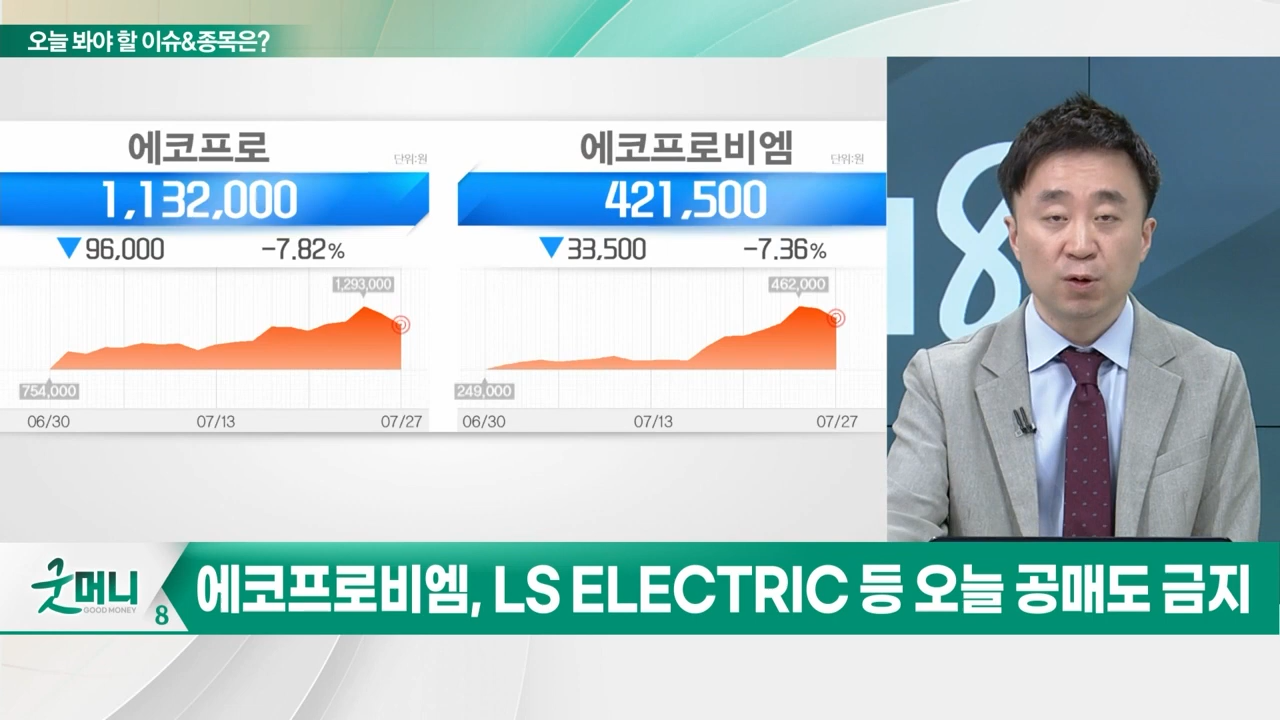 오늘 봐야 할 이슈&종목은?
에코프로
단위:원
1,132,000
▼96,000 -7.82%
1,293,000
754,000
06/30 07/13 07/27
에코프로비엠
단위:원
421,500
▼33,500 -7.36%
462,000
249,000
06/30 07/13 07/27
8
굿머니
GOOD MONEY
8
에코프로비엠, LS ELECTRIC 등 오늘 공매도 금지